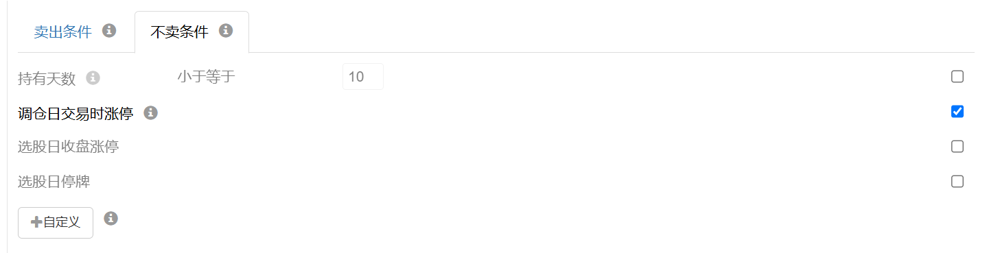 卖出条件 不卖条件
持有天数 小于等于 10
调仓日交易时涨停
选股日收盘涨停
选股日停牌
+自定义